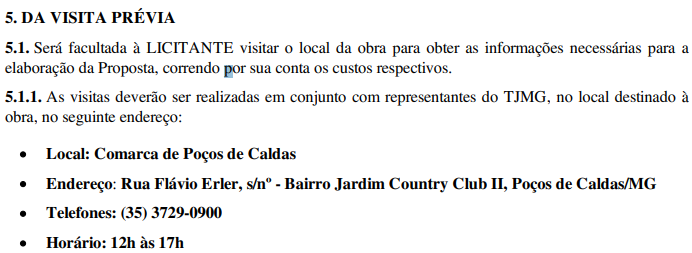 5. DA VISITA PRÉVIA
5.1. Será facultada à LICITANTE visitar o local da obra para obter as informações necessárias para a
elaboração da Proposta, correndo por sua conta os custos respectivos.
5.1.1. As visitas deverão ser realizadas em conjunto com representantes do TJMG, no local destinado à
obra, no seguinte endereço:
• Local: Comarca de Poços de Caldas
• Endereço: Rua Flávio Erler, s/nº - Bairro Jardim Country Club II, Poços de Caldas/MG
• Telefones: (35) 3729-0900
• Horário: 12h às 17h